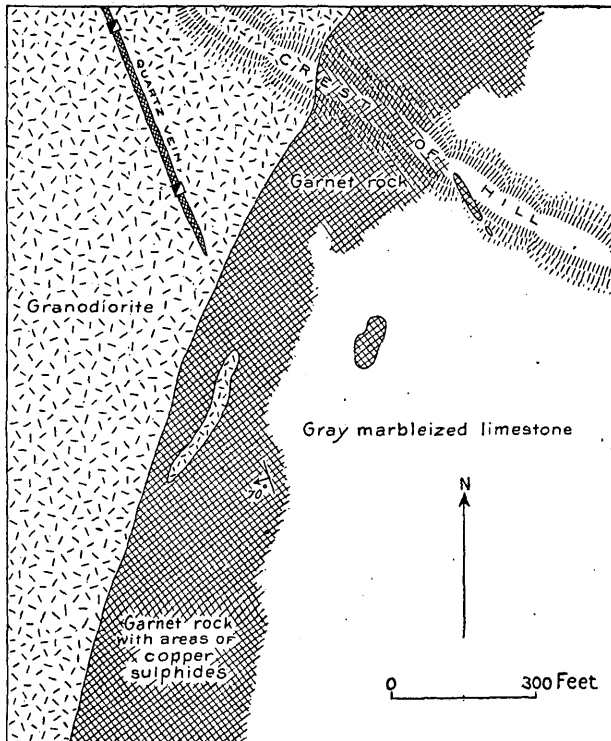 QUARTZ VEIN
CREST OF HILL
Garnet rock
Granodiorite
Gray marbleized limestone
70°
N
Garnet rock
with areas of
copper
sulphides
0 300 Feet